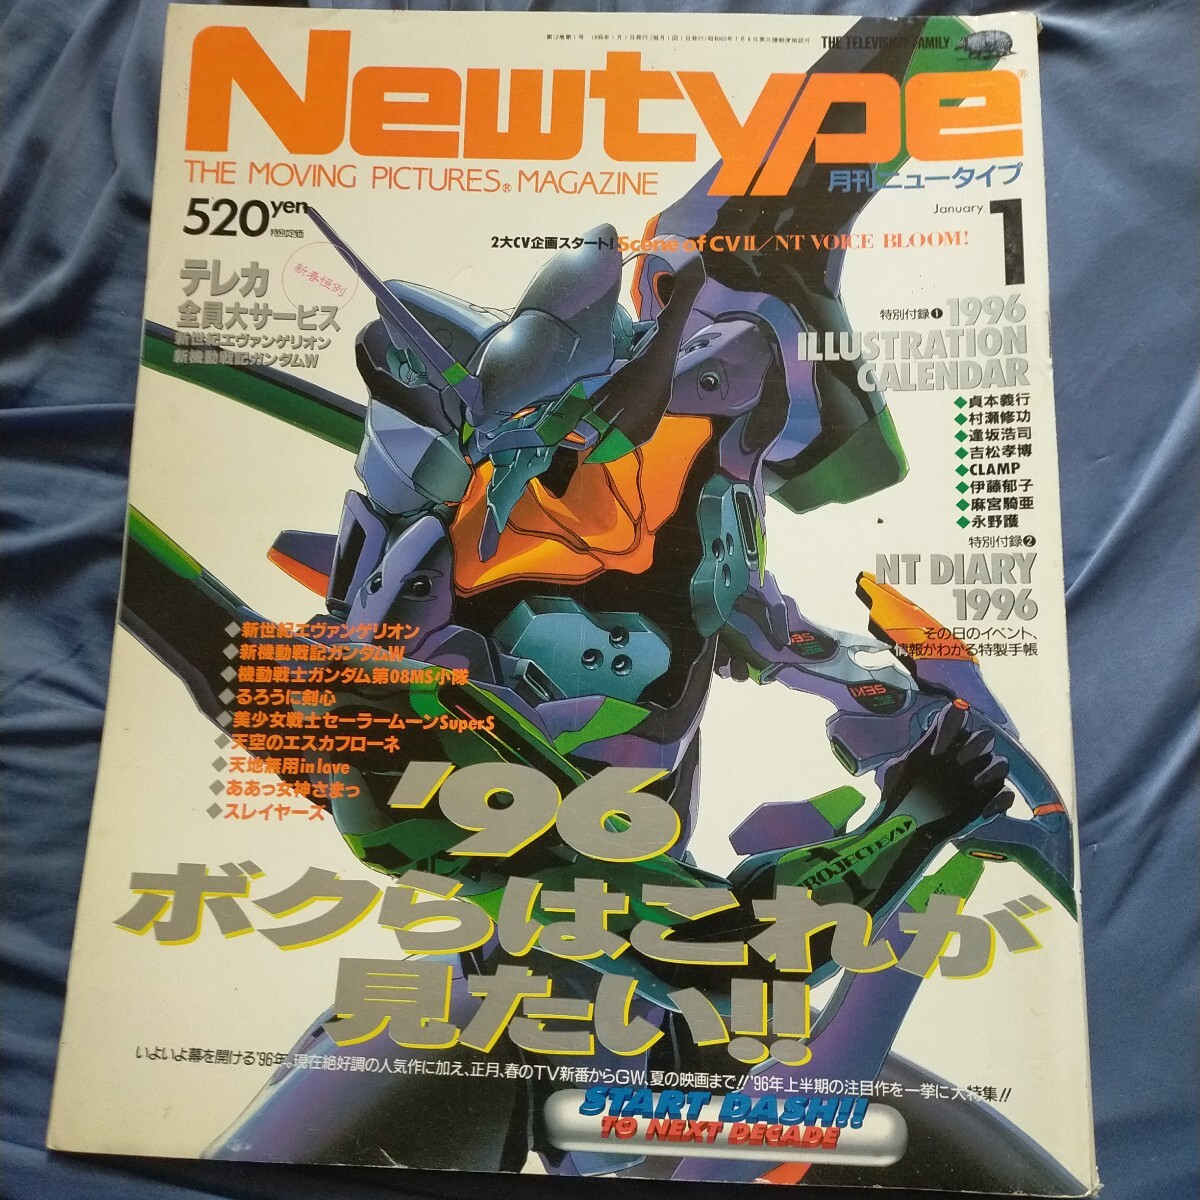 THE TELEVISION FAMILY
Newtype
THE MOVING PICTURES® MAGAZINE
月刊ニュータイプ
520yen
特別定価
January 1
2大CV企画スタート! Scene of CVⅡ/NT VOICE BLOOM!
テレカ
全員大サービス
新世紀エヴァンゲリオン
新機動戦記ガンダムW
特別付録❶ 1996
ILLUSTRATION
CALENDAR
◆貞本義行
◆村瀬修功
◆逢坂浩司
◆吉松孝博
◆CLAMP
◆伊藤郁子
◆麻宮騎亜
◆永野護
特別付録❷
NT DIARY
1996
その日のイベント、
情報がわかる特製手帳
◆新世紀エヴァンゲリオン
◆新機動戦記ガンダムW
◆機動戦士ガンダム第08MS小隊
◆るろうに剣心
◆美少女戦士セーラームーンSuperS
◆天空のエスカフローネ
◆天地無用in love
◆ああっ女神さまっ
◆スレイヤーズ
PROJECT EVA
'96
ボクらはこれが
見たい!!
いよいよ幕を開ける'96年。現在絶好調の人気作に加え、正月、春のTV新番からGW、夏の映画まで!!'96年上半期の注目作を一挙に大特集!!
START DASH!!
TO NEXT DECADE